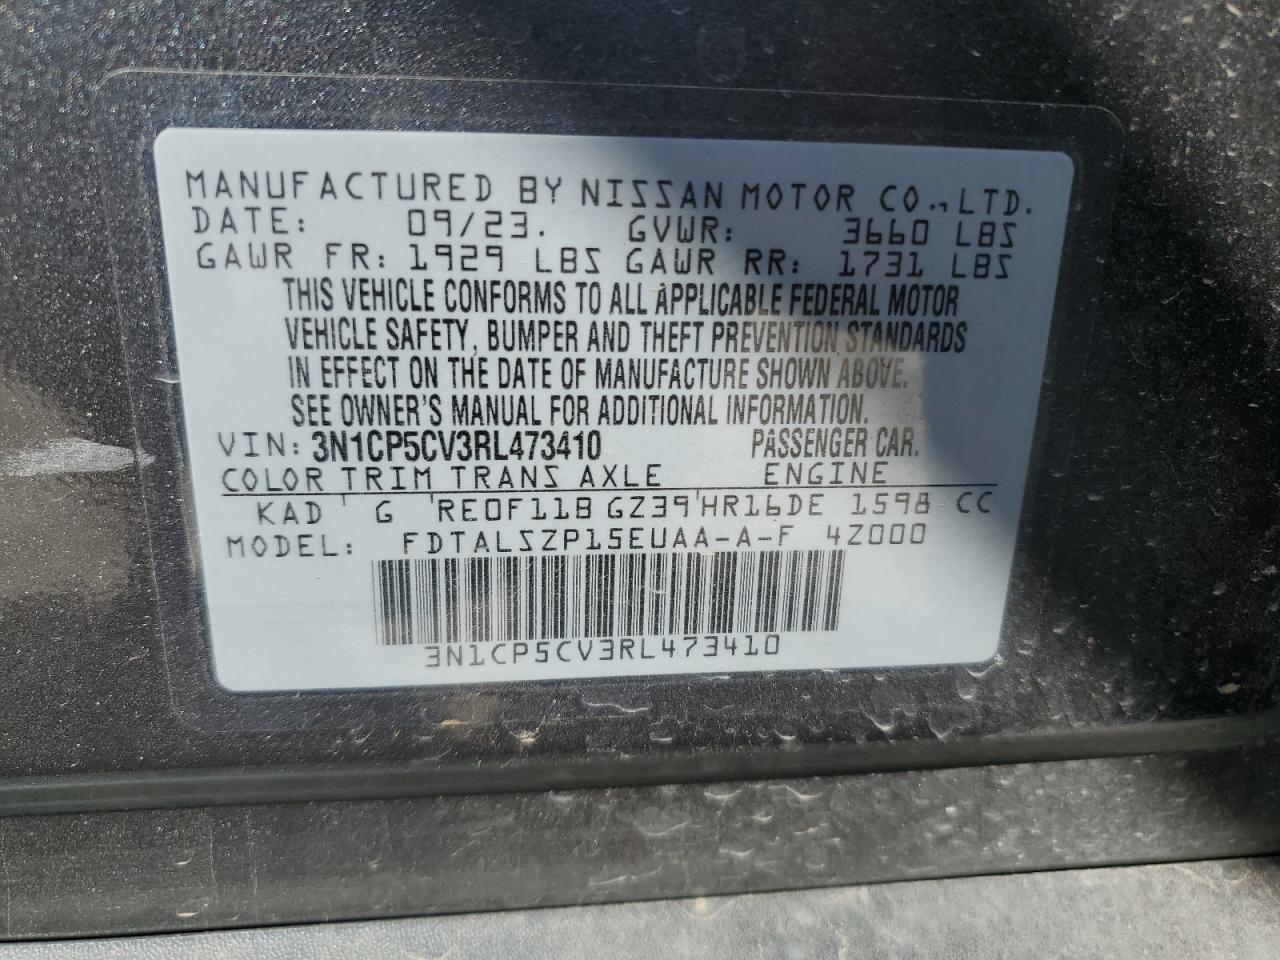 MANUFACTURED BY NISSAN MOTOR CO., LTD.
DATE: 09/23. GVWR: 3660 LBS
GAWR FR: 1929 LBS GAWR RR: 1731 LBS
THIS VEHICLE CONFORMS TO ALL APPLICABLE FEDERAL MOTOR
VEHICLE SAFETY, BUMPER AND THEFT PREVENTION STANDARDS
IN EFFECT ON THE DATE OF MANUFACTURE SHOWN ABOVE.
SEE OWNER'S MANUAL FOR ADDITIONAL INFORMATION.
VIN: 3N1CP5CV3RL473410 PASSENGER CAR.
COLOR TRIM TRANS AXLE ENGINE
KAD ' G 'RE0F11B GZ39'HR16DE 1598 CC
MODEL: FDTALSZP15EUAA-A-F 4Z000
3N1CP5CV3RL473410